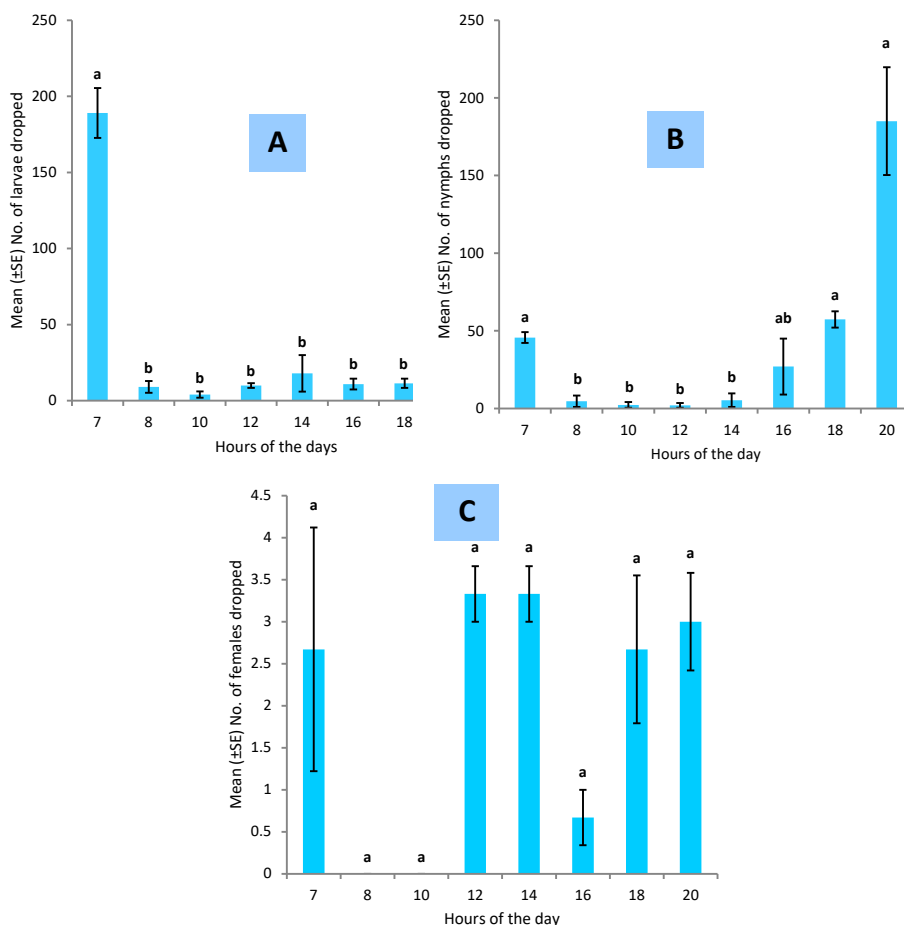 250
200
150
100
50
0
Mean (±SE) No. of larvae dropped
a
b
b
b
b
b
b
A
7 8 10 12 14 16 18
Hours of the days
250
200
150
100
50
0
Mean (±SE) No. of nymphs dropped
a
b
b
b
b
ab
a
a
B
7 8 10 12 14 16 18 20
Hours of the day
4.5
4
3.5
3
2.5
2
1.5
1
0.5
0
Mean (±SE) No. of females dropped
a
a
a
a
a
a
a
a
C
7 8 10 12 14 16 18 20
Hours of the day